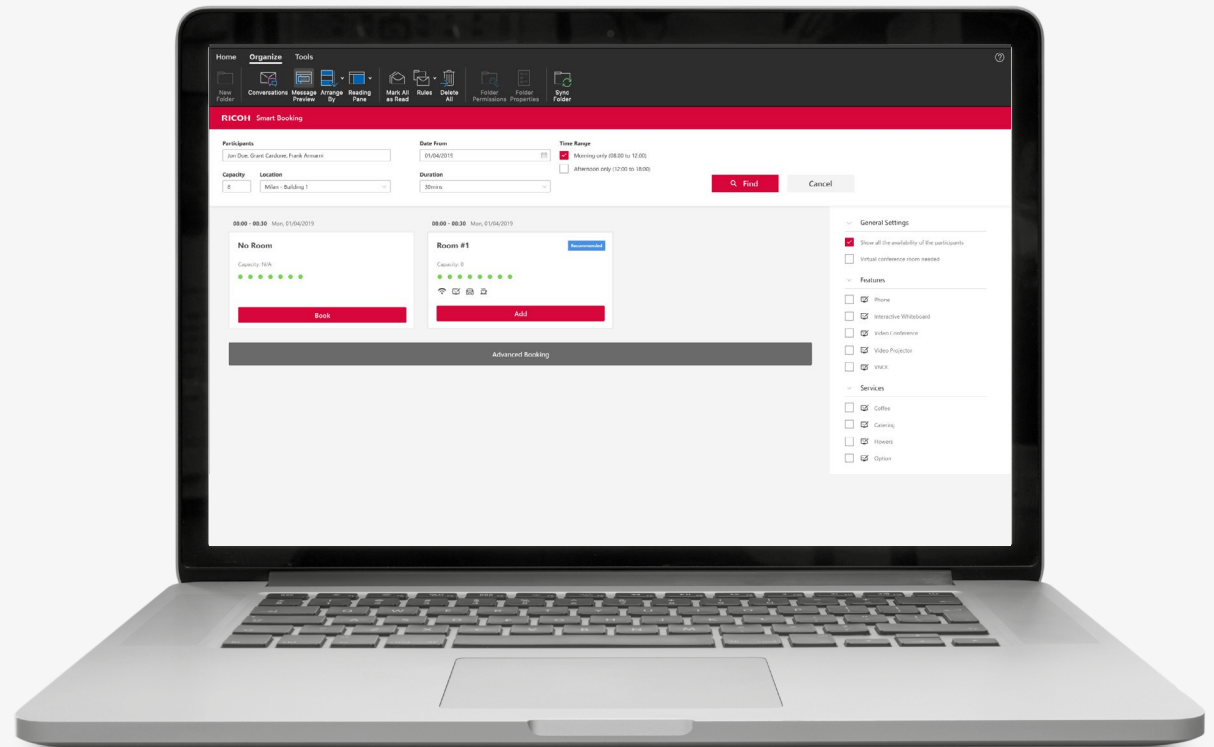 Home Organize Tools
New Folder
Conversations
Message Preview
Arrange By
Reading Pane
Mark All as Read
Rules
Delete All
Folder Permissions
Folder Properties
Sync Folder
RICOH Smart Booking
Participants
Jon Doe, Grant Cardone, Frank Armani
Capacity
8
Location
Milan - Building 1
Date From
01/04/2019
Duration
30mins
Time Range
Morning only (08:00 to 12:00)
Afternoon only (12:00 to 18:00)
Find
Cancel
08:00 - 08:30 Mon, 01/04/2019
No Room
Capacity: N/A
Book
08:00 - 08:30 Mon, 01/04/2019
Room #1
Recommended
Capacity: 8
Add
Advanced Booking
General Settings
Show all the availability of the participants
Virtual conference room needed
Features
Phone
Interactive Whiteboard
Video Conference
Video Projector
Services
Coffee
Catering
Flowers
Option